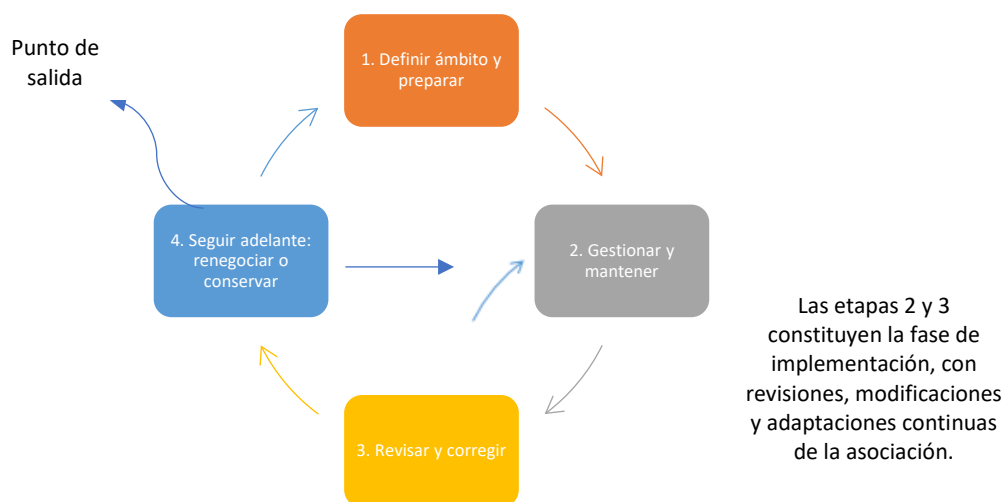 Punto de
salida
1. Definir ámbito y
preparar
4. Seguir adelante:
renegociar o
conservar
2. Gestionar y
mantener
3. Revisar y corregir
Las etapas 2 y 3
constituyen la fase de
implementación, con
revisiones, modificaciones
y adaptaciones continuas
de la asociación.